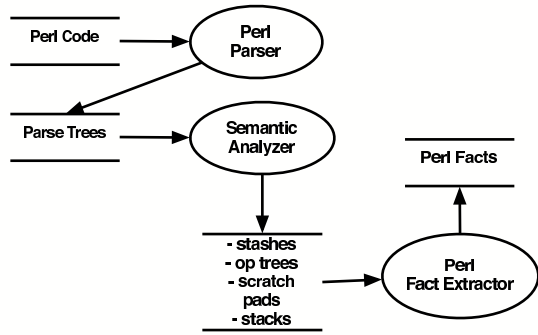 Perl Code
Perl
Parser
Parse Trees
Semantic
Analyzer
Perl Facts
- stashes
- op trees
- scratch
pads
- stacks
Perl
Fact Extractor